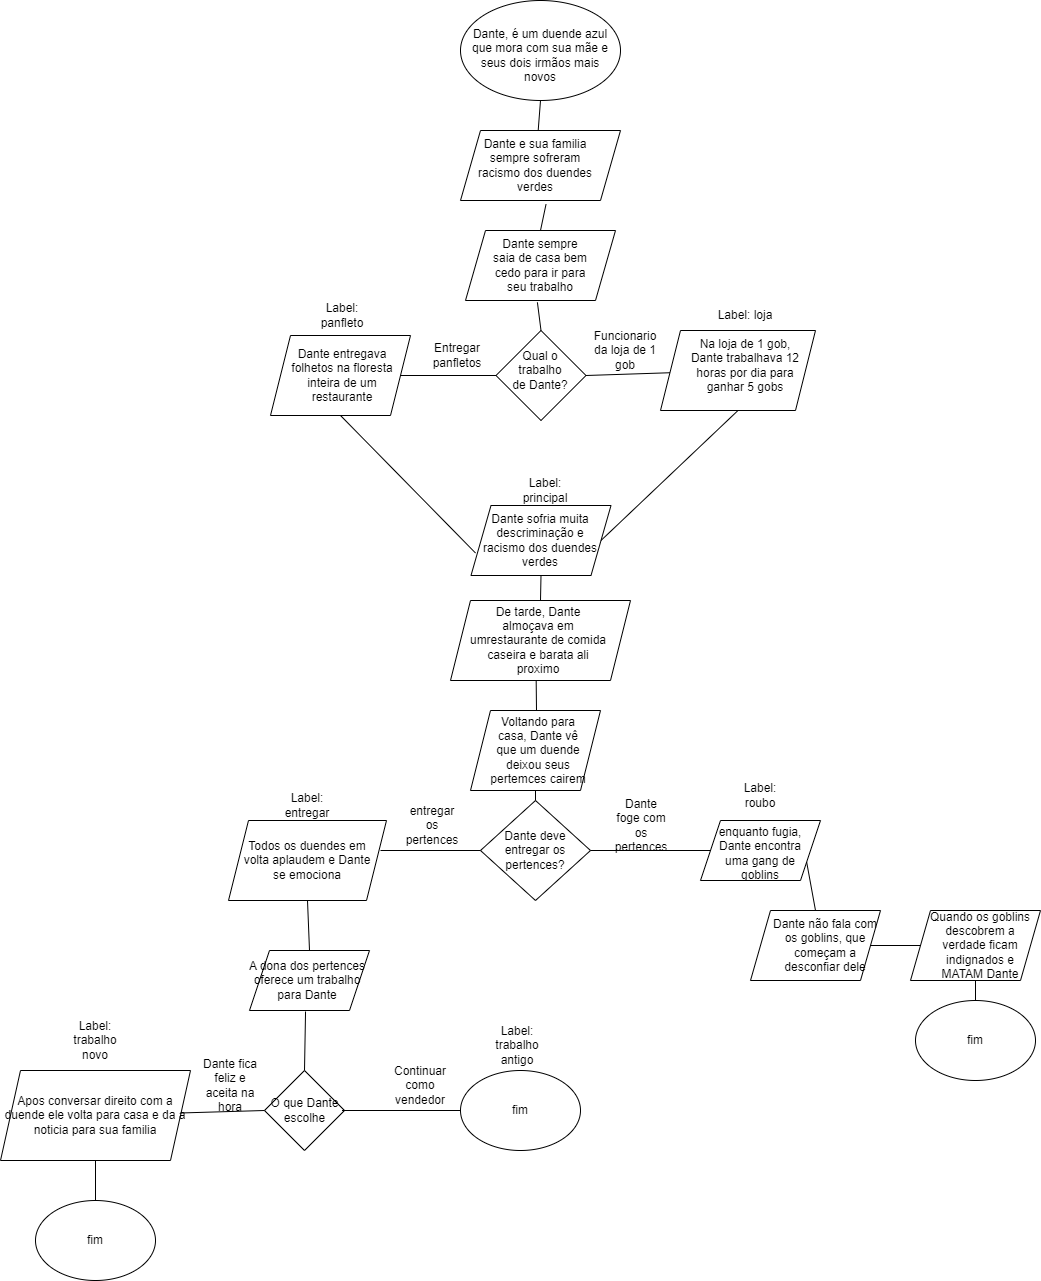 Dante, é um duende azul
que mora com sua mãe e
seus dois irmãos mais
novos
Dante e sua familia
sempre sofreram
racismo dos duendes
verdes
Dante sempre
saia de casa bem
cedo para ir para
seu trabalho
Label:
panfleto
Dante entregava
folhetos na floresta
inteira de um
restaurante
Entregar
panfletos
Qual o
trabalho
de Dante?
Funcionario
da loja de 1
gob
Label: loja
Na loja de 1 gob,
Dante trabalhava 12
horas por dia para
ganhar 5 gobs
Label:
principal
Dante sofria muita
descriminação e
racismo dos duendes
verdes
De tarde, Dante
almoçava em
umrestaurante de comida
caseira e barata ali
proximo
Voltando para
casa, Dante vê
que um duende
deixou seus
pertemces cairem
Label:
entregar
Todos os duendes em
volta aplaudem e Dante
se emociona
entregar
os
pertences
Dante deve
entregar os
pertences?
Dante
foge com
os
pertences
Label:
roubo
enquanto fugia,
Dante encontra
uma gang de
goblins
Dante não fala com
os goblins, que
começam a
desconfiar dele
Quando os goblins
descobrem a
verdade ficam
indignados e
MATAM Dante
fim
A dona dos pertences
oferece um trabalho
para Dante
Label:
trabalho
novo
Apos conversar direito com a
duende ele volta para casa e da a
noticia para sua familia
Dante fica
feliz e
aceita na
hora
O que Dante
escolhe
Continuar
como
vendedor
Label:
trabalho
antigo
fim
fim